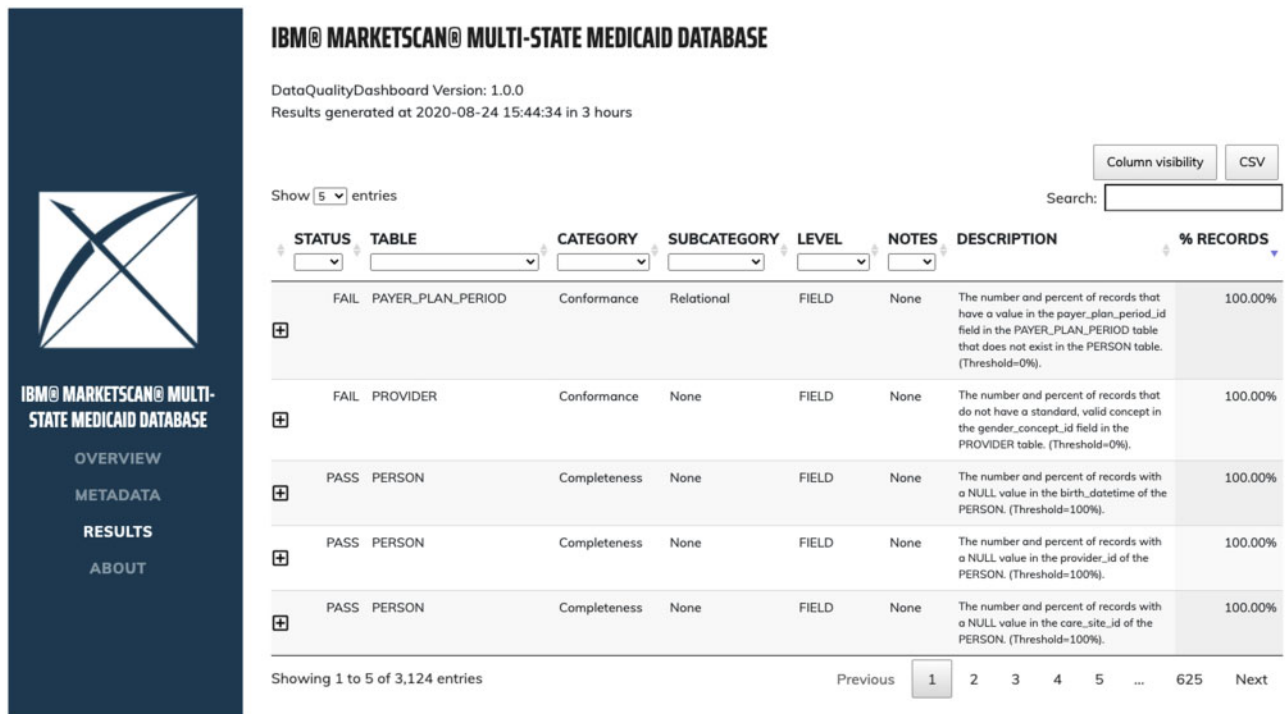 IBM® MARKETSCAN® MULTI-STATE MEDICAID DATABASE
OVERVIEW
METADATA
RESULTS
ABOUT
IBM® MARKETSCAN® MULTI-STATE MEDICAID DATABASE
DataQualityDashboard Version: 1.0.0
Results generated at 2020-08-24 15:44:34 in 3 hours
Column visibility CSV
Show 5 entries Search:
STATUS TABLE CATEGORY SUBCATEGORY LEVEL NOTES DESCRIPTION % RECORDS
FAIL PAYER_PLAN_PERIOD Conformance Relational FIELD None The number and percent of records that 100.00%
have a value in the payer_plan_period_id
field in the PAYER_PLAN_PERIOD table
that does not exist in the PERSON table.
(Threshold=0%).
FAIL PROVIDER Conformance None FIELD None The number and percent of records that 100.00%
do not have a standard, valid concept in
the gender_concept_id field in the
PROVIDER table. (Threshold=0%).
PASS PERSON Completeness None FIELD None The number and percent of records with 100.00%
a NULL value in the birth_datetime of the
PERSON. (Threshold=100%).
PASS PERSON Completeness None FIELD None The number and percent of records with 100.00%
a NULL value in the provider_id of the
PERSON. (Threshold=100%).
PASS PERSON Completeness None FIELD None The number and percent of records with 100.00%
a NULL value in the care_site_id of the
PERSON. (Threshold=100%).
Showing 1 to 5 of 3,124 entries Previous 1 2 3 4 5 ... 625 Next